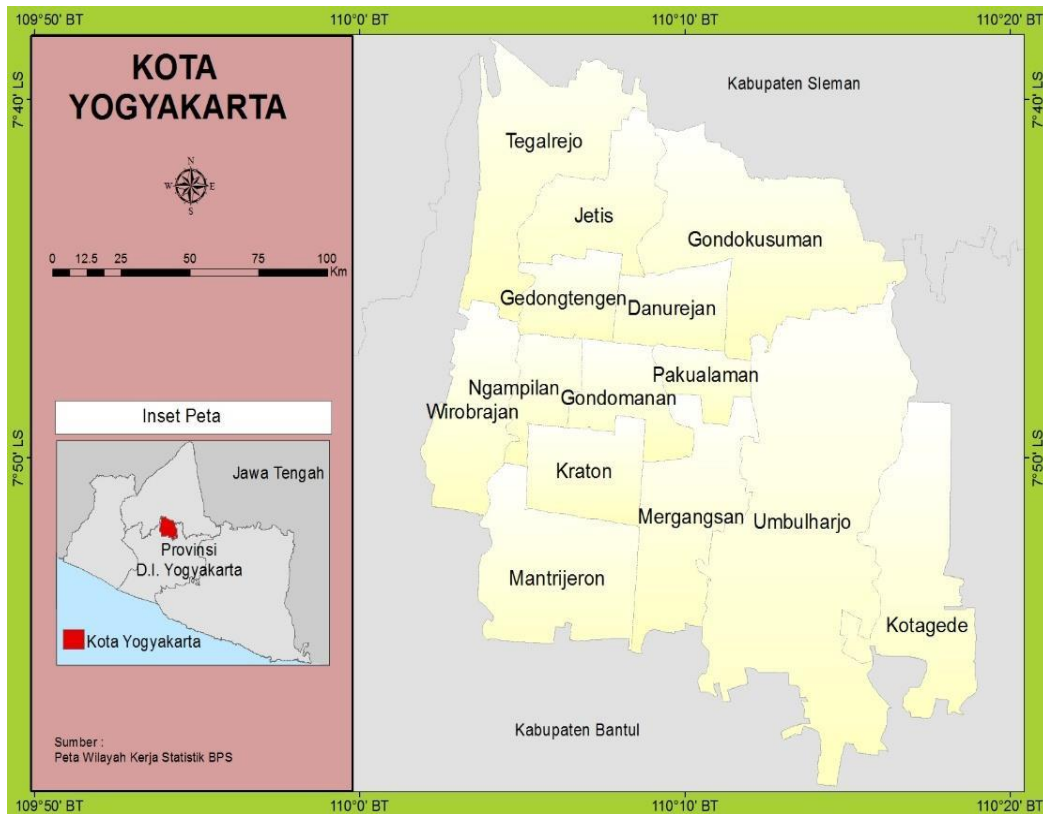 109°50' BT
110°0' BT
110°10' BT
110°20' BT
7°40' LS
7°40' LS
KOTA
YOGYAKARTA
N
W E
S
0 12.5 25 50 75 100
Km
Inset Peta
Jawa Tengah
Provinsi
D.I. Yogyakarta
Kota Yogyakarta
Sumber :
Peta Wilayah Kerja Statistik BPS
Kabupaten Sleman
Tegalrejo
Jetis
Gondokusuman
Gedongtengen
Danurejan
Pakualaman
Ngampilan
Gondomanan
Wirobrajan
Kraton
Mergangsan
Umbulharjo
Mantrijeron
Kotagede
Kabupaten Bantul
7°50' LS
7°50' LS
109°50' BT
110°0' BT
110°10' BT
110°20' BT